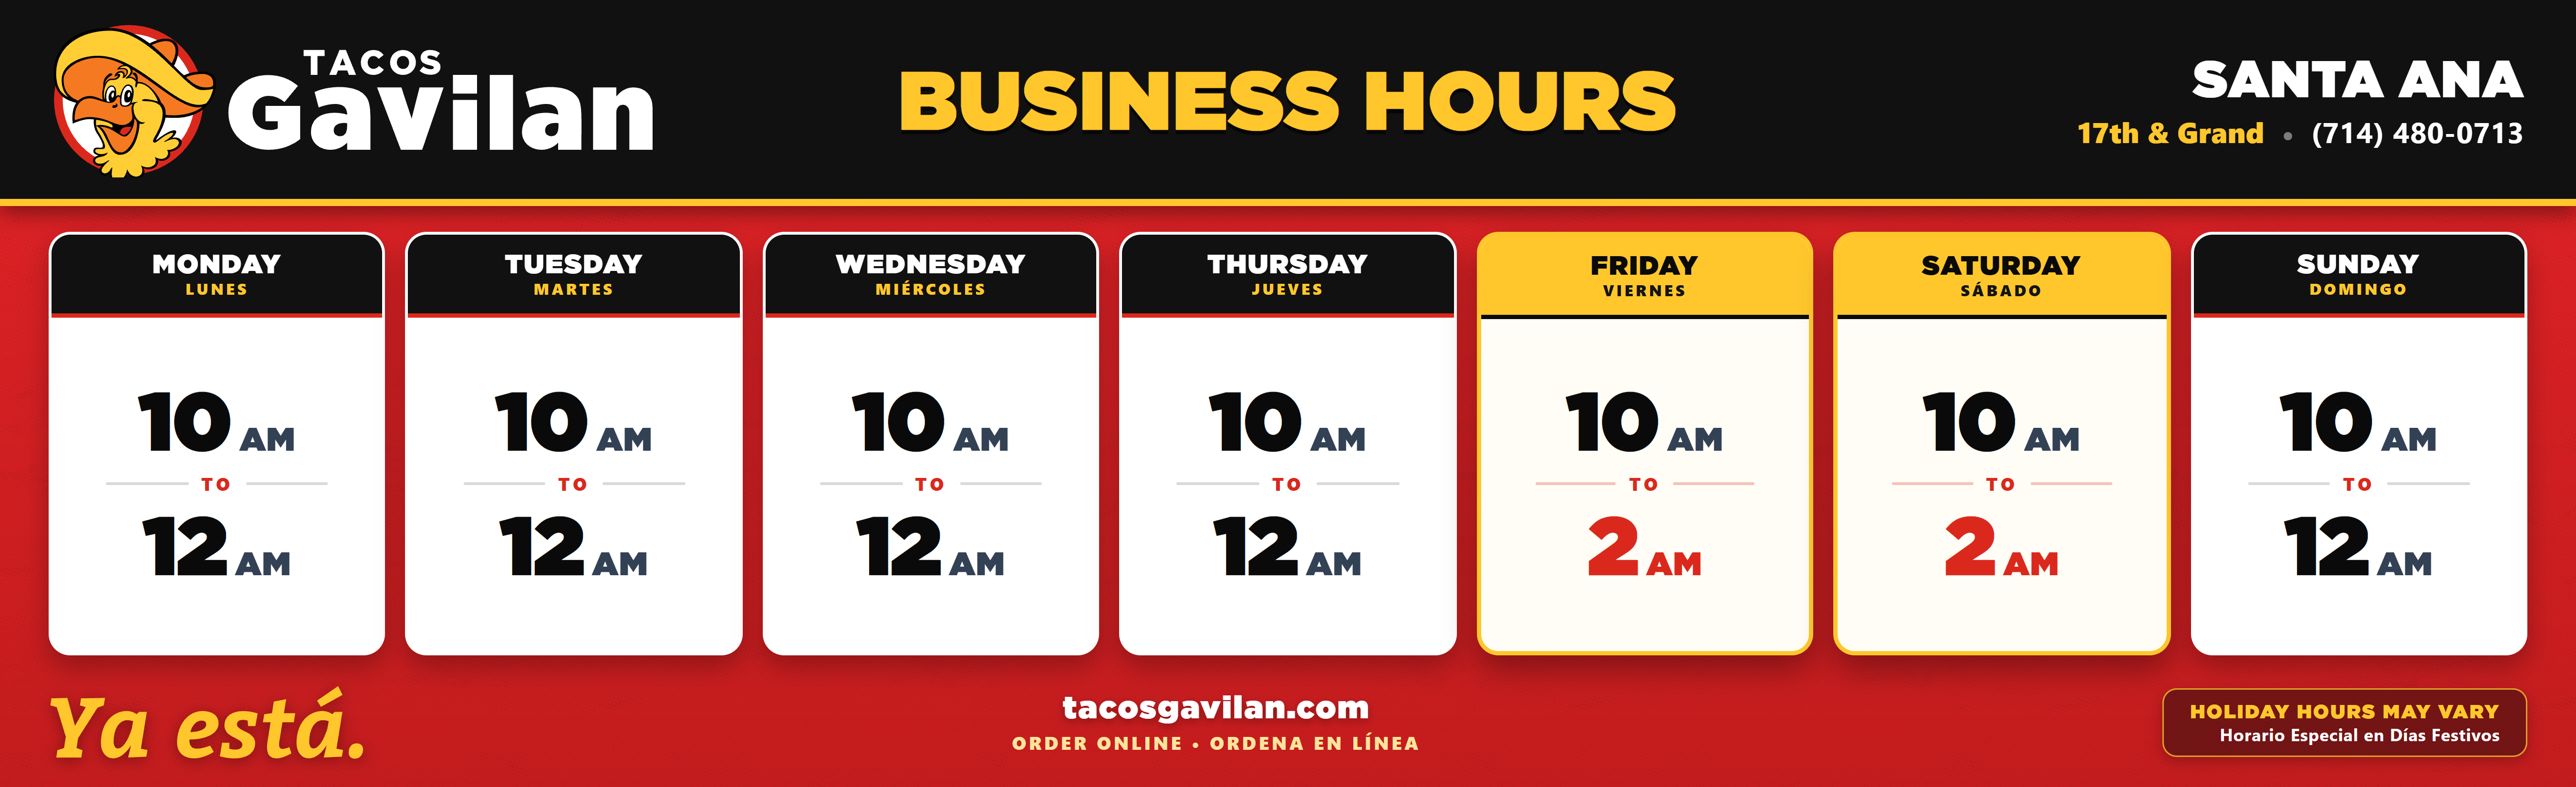 TACOS
Gavilan
BUSINESS HOURS
SANTA ANA
17th & Grand • (714) 480-0713
MONDAY
LUNES
10 AM
TO
12 AM
TUESDAY
MARTES
10 AM
TO
12 AM
WEDNESDAY
MIÉRCOLES
10 AM
TO
12 AM
THURSDAY
JUEVES
10 AM
TO
12 AM
FRIDAY
VIERNES
10 AM
TO
2 AM
SATURDAY
SÁBADO
10 AM
TO
2 AM
SUNDAY
DOMINGO
10 AM
TO
12 AM
Ya está.
tacosgavilan.com
ORDER ONLINE • ORDENA EN LÍNEA
HOLIDAY HOURS MAY VARY
Horario Especial en Días Festivos